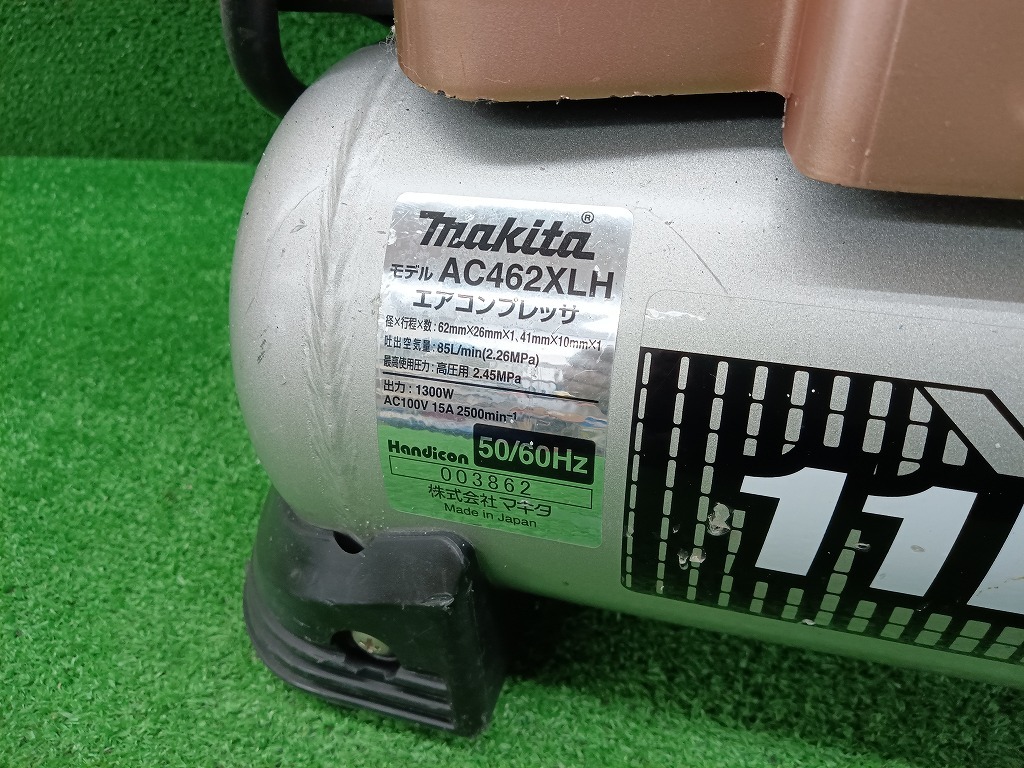 makita®
モデル AC462XLH
エアコンプレッサ
径×行程×数:62mm×26mm×1、41mm×10mm×1
吐出空気量:85L/min(2.26MPa)
最高使用圧力:高圧用 2.45MPa
出力:1300W
AC100V 15A 2500min⁻¹
Handicon 50/60Hz
003862
株式会社マキタ
Made in Japan
11